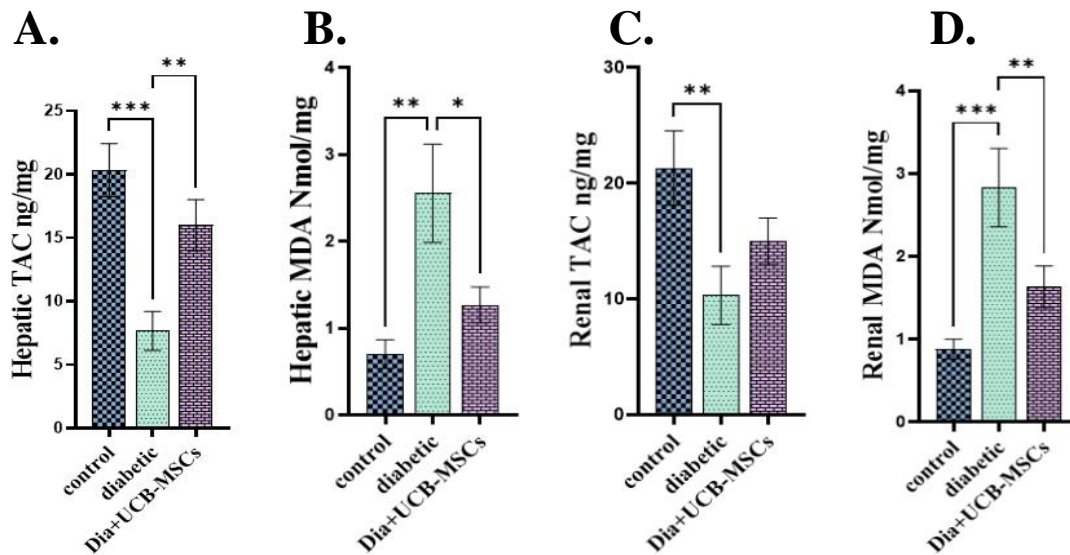 A.
B.
C.
D.
Hepatic TAC ng/mg
25
20
15
10
5
0
***
**
control
diabetic
Dia+UCB-MSCs
Hepatic MDA Nmol/mg
4
3
2
1
0
**
*
control
diabetic
Dia+UCB-MSCs
Renal TAC ng/mg
30
20
10
0
**
control
diabetic
Dia+UCB-MSCs
Renal MDA Nmol/mg
4
3
2
1
0
***
**
control
diabetic
Dia+UCB-MSCs